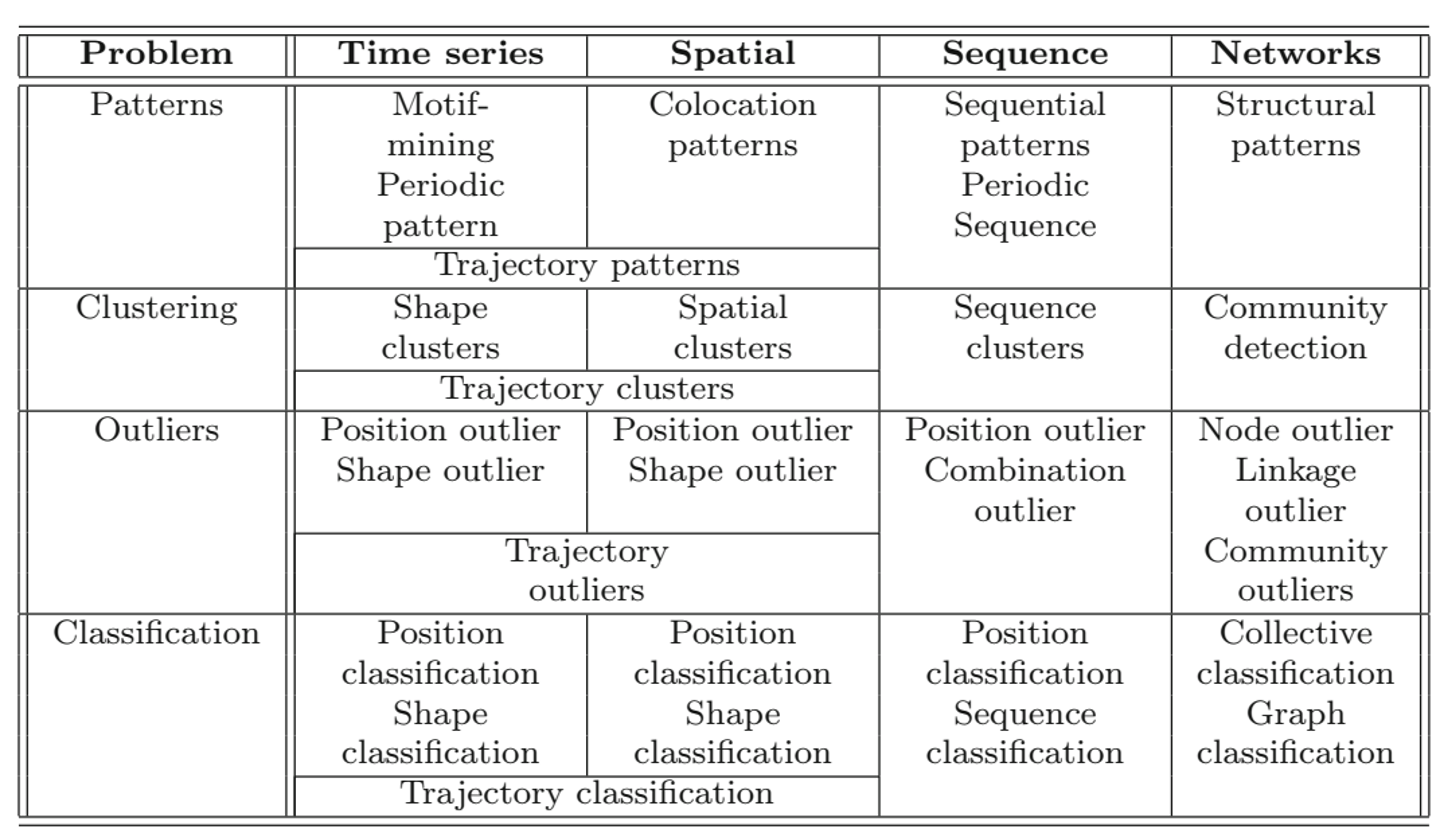 Problem Time series Spatial Sequence Networks
Patterns Motif- Colocation Sequential Structural
mining patterns patterns patterns
Periodic Periodic
pattern Sequence
Trajectory patterns
Clustering Shape Spatial Sequence Community
clusters clusters clusters detection
Trajectory clusters
Outliers Position outlier Position outlier Position outlier Node outlier
Shape outlier Shape outlier Combination Linkage
outlier outlier
Trajectory Community
outliers outliers
Classification Position Position Position Collective
classification classification classification classification
Shape Shape Sequence Graph
classification classification classification classification
Trajectory classification